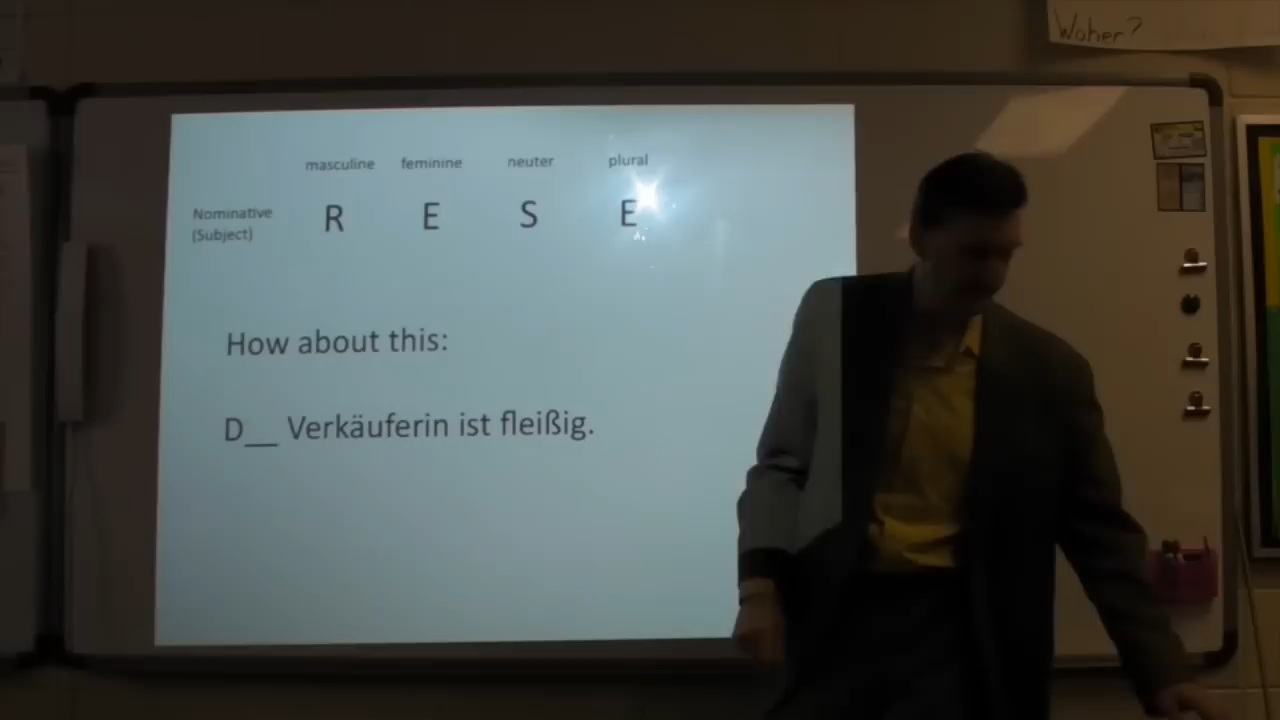 Woher?
masculine feminine neuter plural
Nominative
(Subject)
R E S E
How about this:
D__ Verkäuferin ist fleißig.